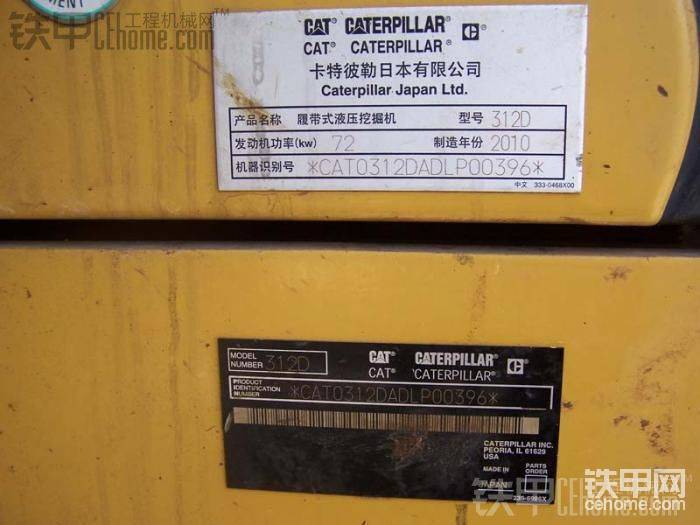 EMENT
铁甲工程机械网™
CEhome.com
CAT® CATERPILLAR® C
CAT® CATERPILLAR®
卡特彼勒日本有限公司
Caterpillar Japan Ltd.
产品名称 履带式液压挖掘机 型号 312D
发动机功率(kw) 72 制造年份 2010
机器识别号 *CAT0312DADLP00396*
中文 333-0468X00
MODEL NUMBER 312D
CAT® CATERPILLAR® C
CAT® CATERPILLAR®
PRODUCT IDENTIFICATION NUMBER *CAT0312DADLP00396*
CATERPILLAR INC.
PEORIA, IL 61629
USA
MADE IN PARTS ORDER
JAPAN
铁甲网
cehome.com